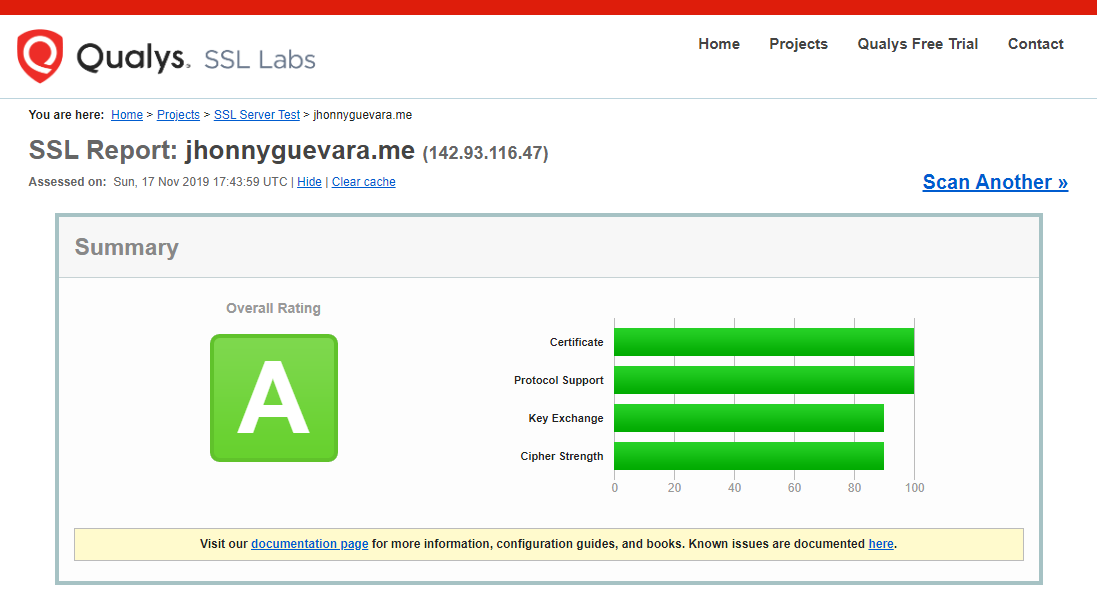 Qualys. SSL Labs
Home Projects Qualys Free Trial Contact
You are here: Home > Projects > SSL Server Test > jhonnyguevara.me
SSL Report: jhonnyguevara.me (142.93.116.47)
Assessed on: Sun, 17 Nov 2019 17:43:59 UTC | Hide | Clear cache
Scan Another »
Summary
Overall Rating
A
Certificate
Protocol Support
Key Exchange
Cipher Strength
0 20 40 60 80 100
Visit our documentation page for more information, configuration guides, and books. Known issues are documented here.